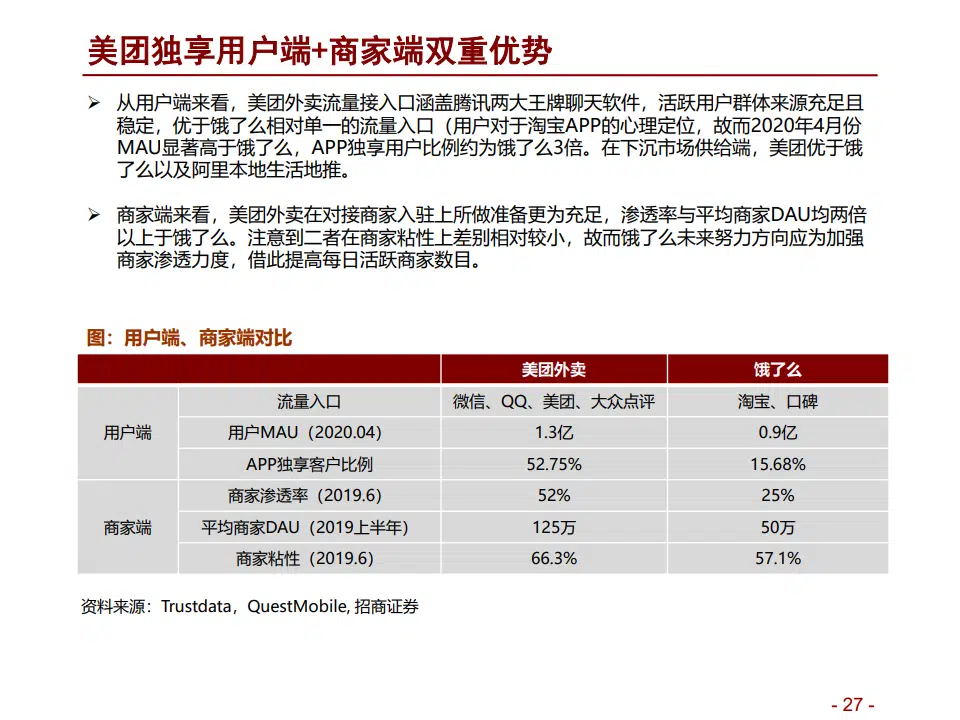 美团独享用户端+商家端双重优势
➢ 从用户端来看，美团外卖流量接入口涵盖腾讯两大王牌聊天软件，活跃用户群体来源充足且
稳定，优于饿了么相对单一的流量入口（用户对于淘宝APP的心理定位，故而2020年4月份
MAU显著高于饿了么，APP独享用户比例约为饿了么3倍。在下沉市场供给端，美团优于饿
了么以及阿里本地生活地推。
➢ 商家端来看，美团外卖在对接商家入驻上所做准备更为充足，渗透率与平均商家DAU均两倍
以上于饿了么。注意到二者在商家粘性上差别相对较小，故而饿了么未来努力方向应为加强
商家渗透力度，借此提高每日活跃商家数目。
图：用户端、商家端对比
美团外卖 饿了么
用户端 流量入口 微信、QQ、美团、大众点评 淘宝、口碑
用户MAU（2020.04） 1.3亿 0.9亿
APP独享客户比例 52.75% 15.68%
商家端 商家渗透率（2019.6） 52% 25%
平均商家DAU（2019上半年） 125万 50万
商家粘性（2019.6） 66.3% 57.1%
资料来源：Trustdata，QuestMobile, 招商证券
- 27 -